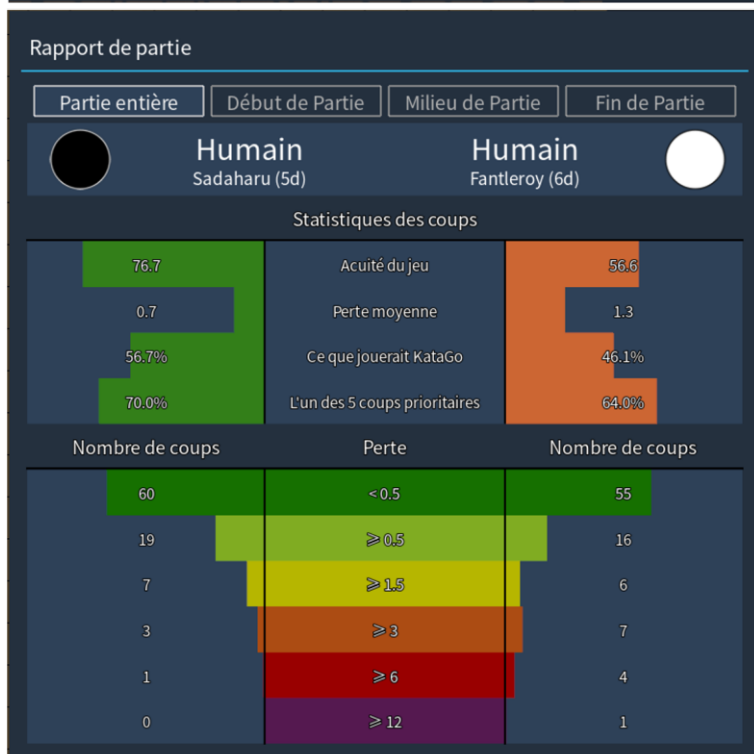 Rapport de partie
Partie entière Début de Partie Milieu de Partie Fin de Partie
Humain Humain
Sadaharu (5d) Fantleroy (6d)
Statistiques des coups
76.7 Acuité du jeu 56.6
0.7 Perte moyenne 1.3
56.7% Ce que jouerait KataGo 46.1%
70.0% L'un des 5 coups prioritaires 64.0%
Nombre de coups Perte Nombre de coups
60 < 0.5 55
19 ⩾ 0.5 16
7 ⩾ 1.5 6
3 ⩾ 3 7
1 ⩾ 6 4
0 ⩾ 12 1